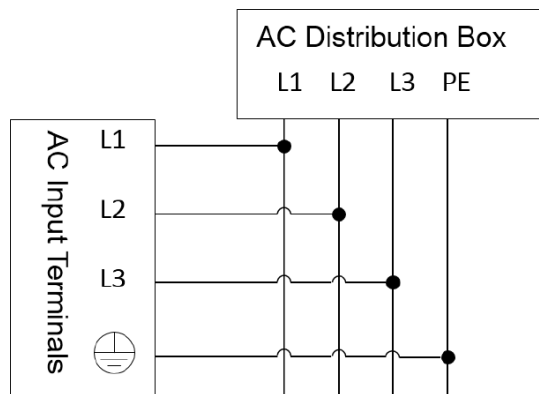 AC Distribution Box
L1 L2 L3 PE
AC Input Terminals
L1
L2
L3